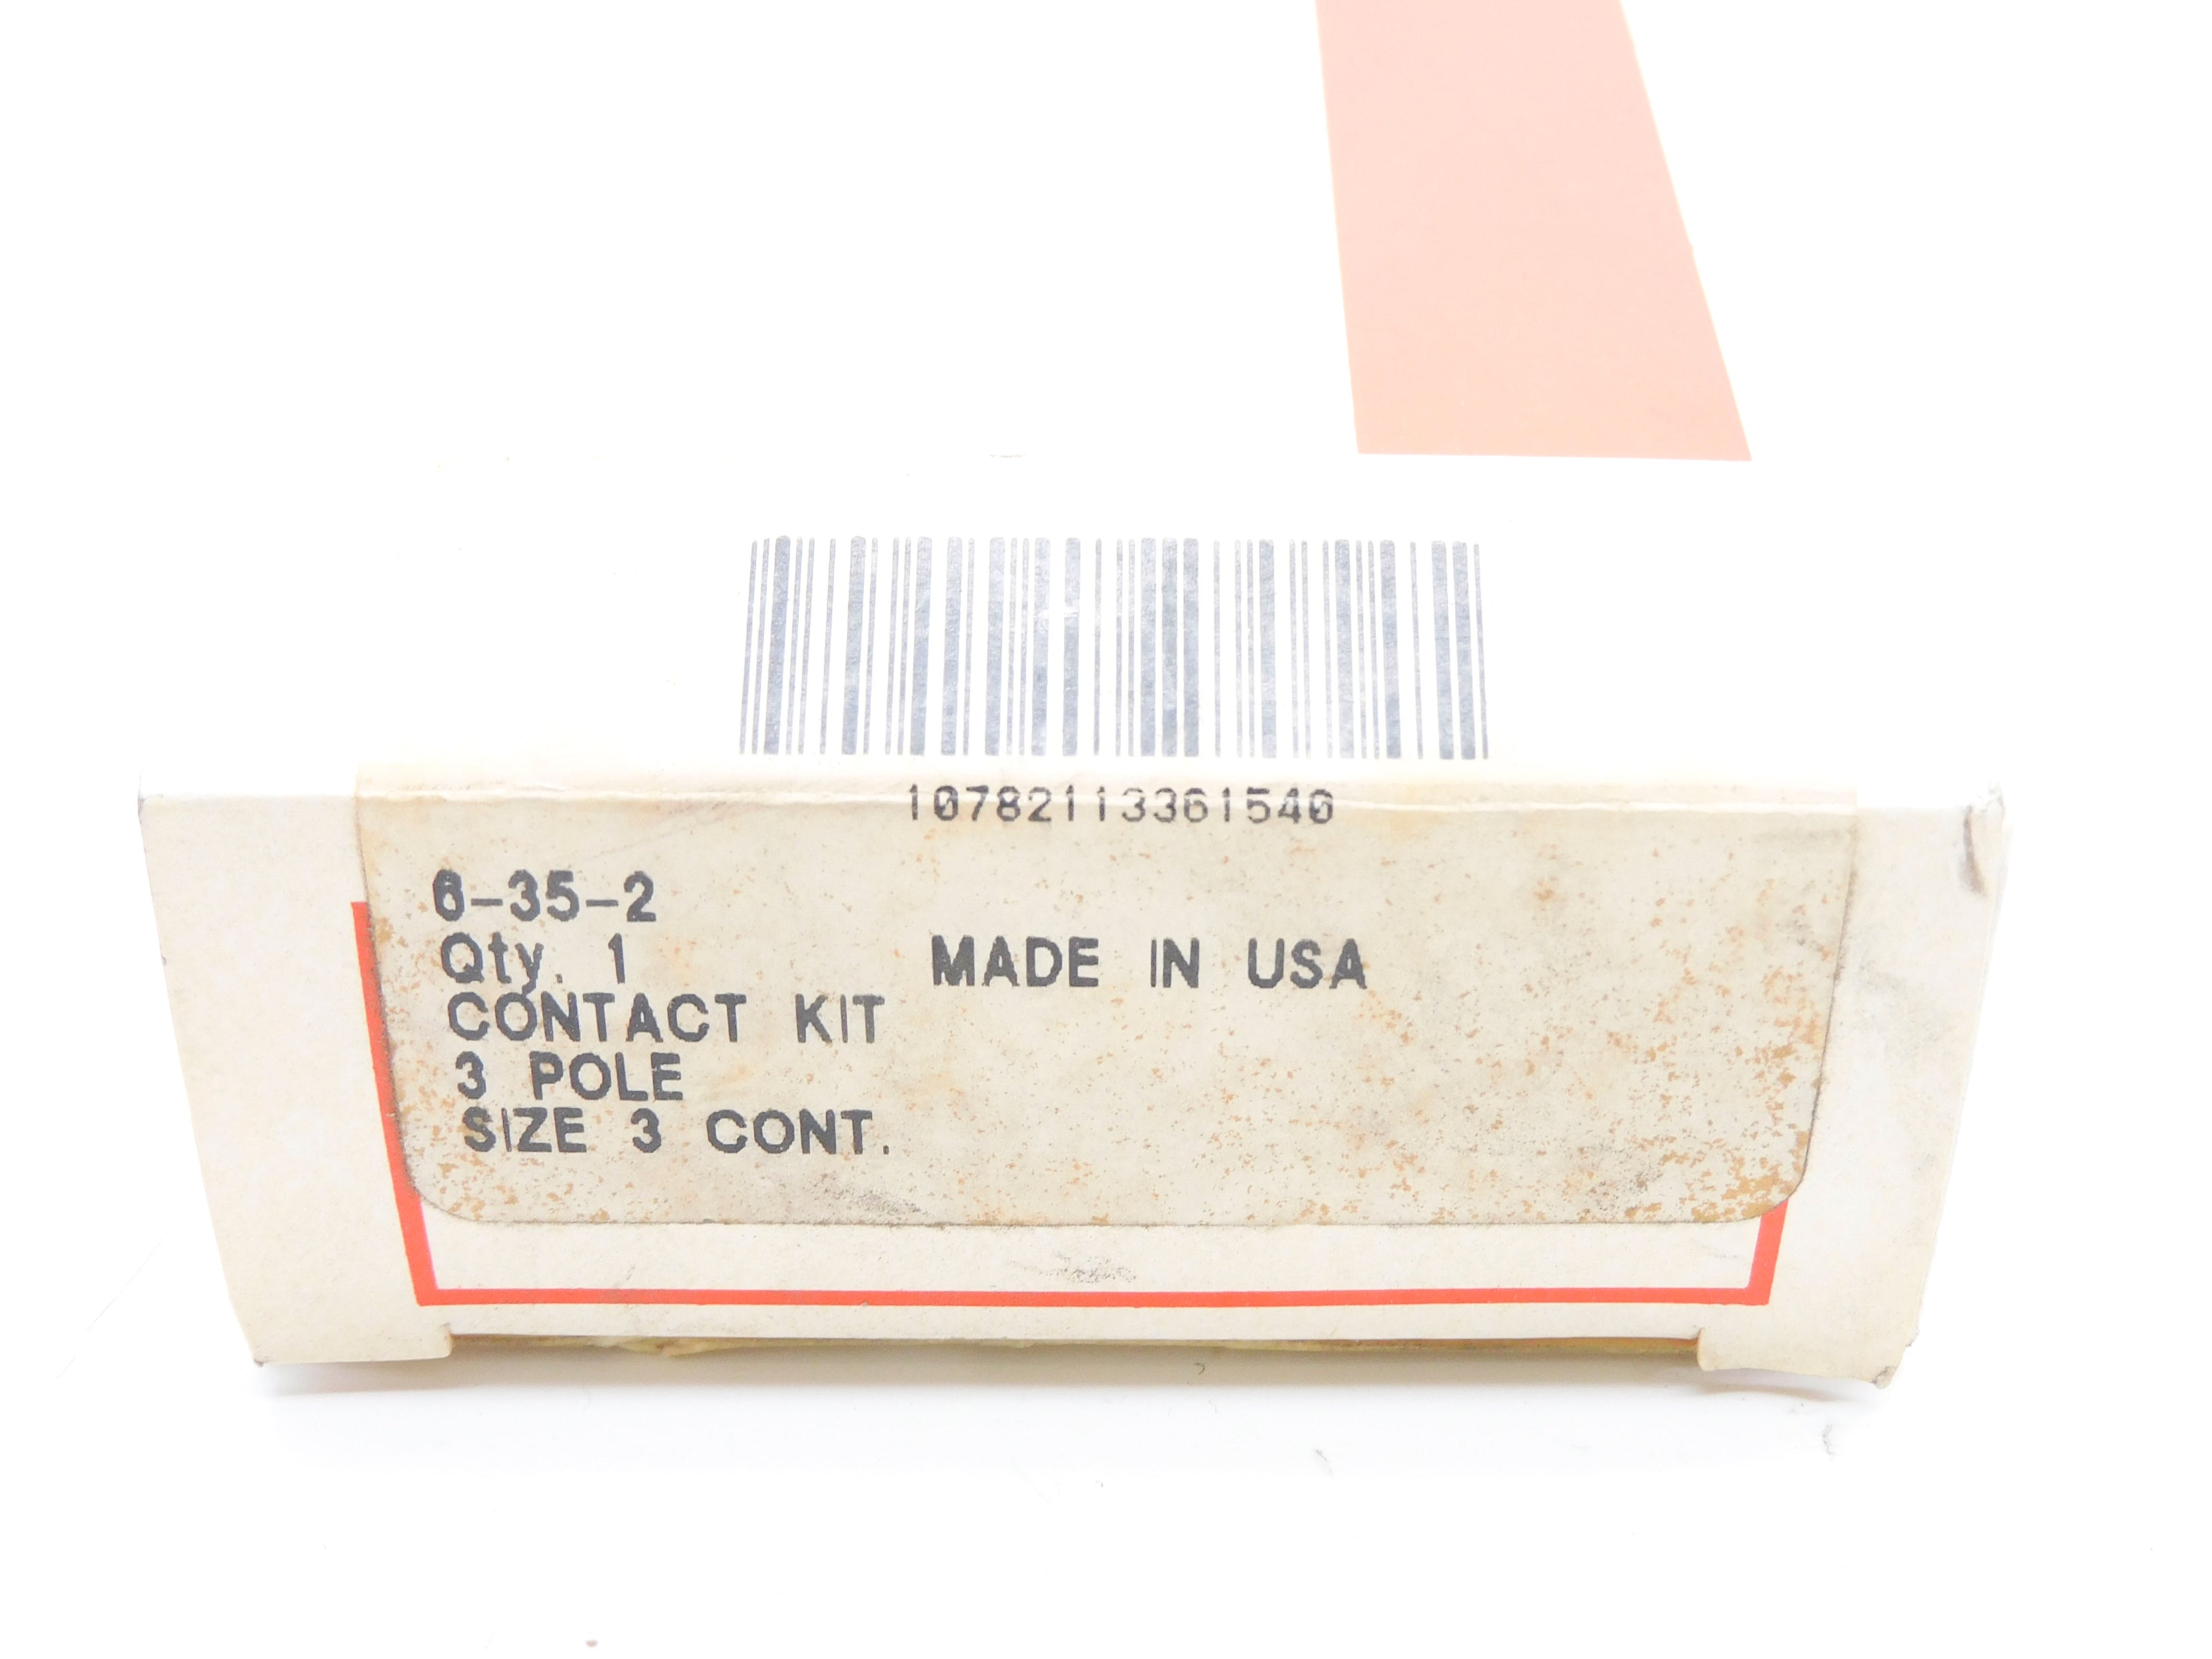 10782113361540
6-35-2
Qty. 1 MADE IN USA
CONTACT KIT
3 POLE
SIZE 3 CONT.